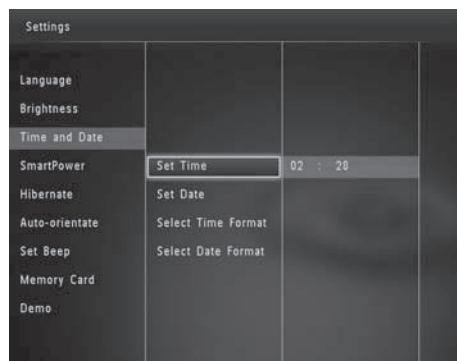 Settings
Language
Brightness
Time and Date
SmartPower
Hibernate
Auto-orientate
Set Beep
Memory Card
Demo
Set Time
Set Date
Select Time Format
Select Date Format
02 : 28